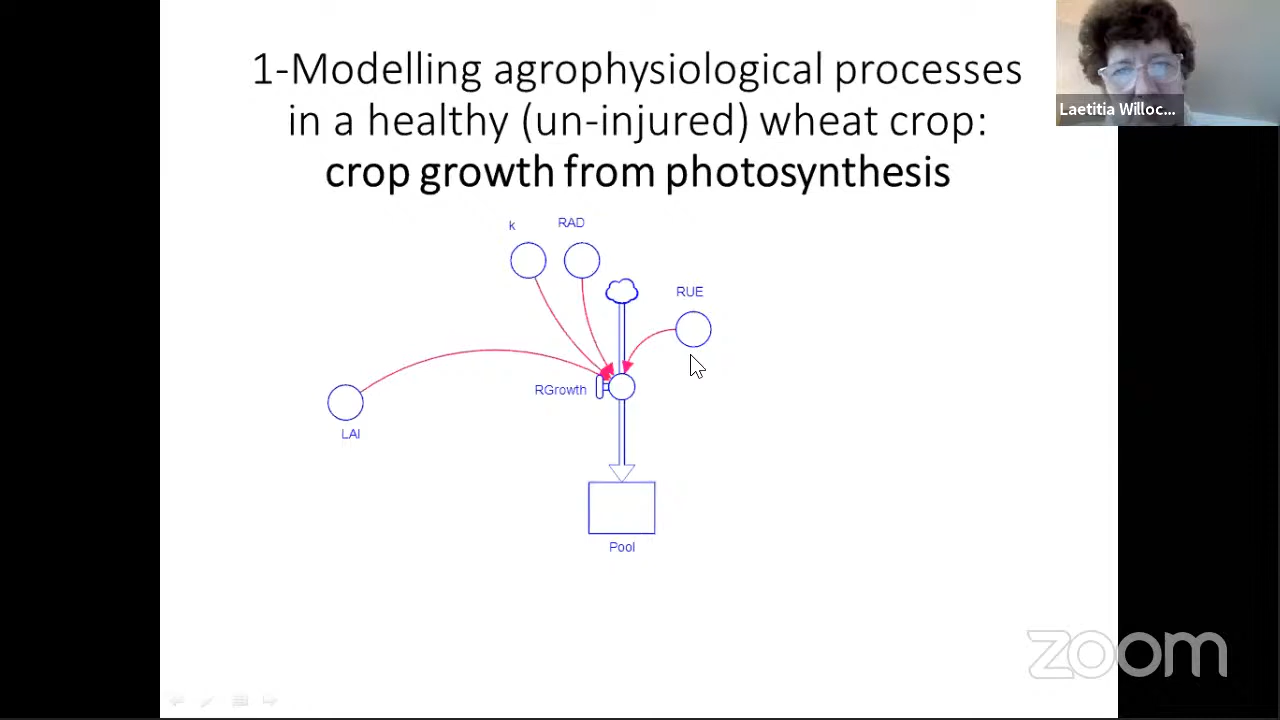 1-Modelling agrophysiological processes
in a healthy (un-injured) wheat crop:
crop growth from photosynthesis
Laetitia Willoc...
k
RAD
RUE
RGrowth
LAI
Pool
zoom